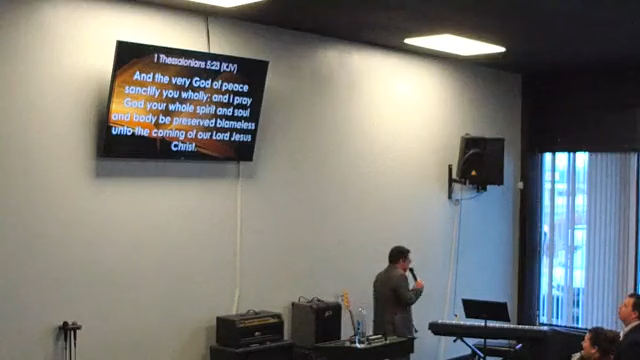 1 Thessalonians 5:23 (KJV)
And the very God of peace
sanctify you wholly; and I pray
God your whole spirit and soul
and body be preserved blameless
unto the coming of our Lord Jesus
Christ.